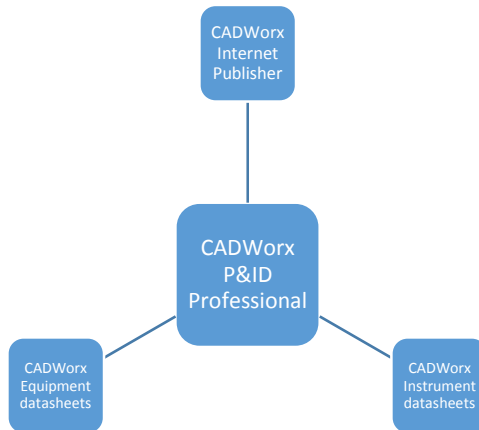 CADWorx
Internet
Publisher
CADWorx
P&ID
Professional
CADWorx
Equipment
datasheets
CADWorx
Instrument
datasheets